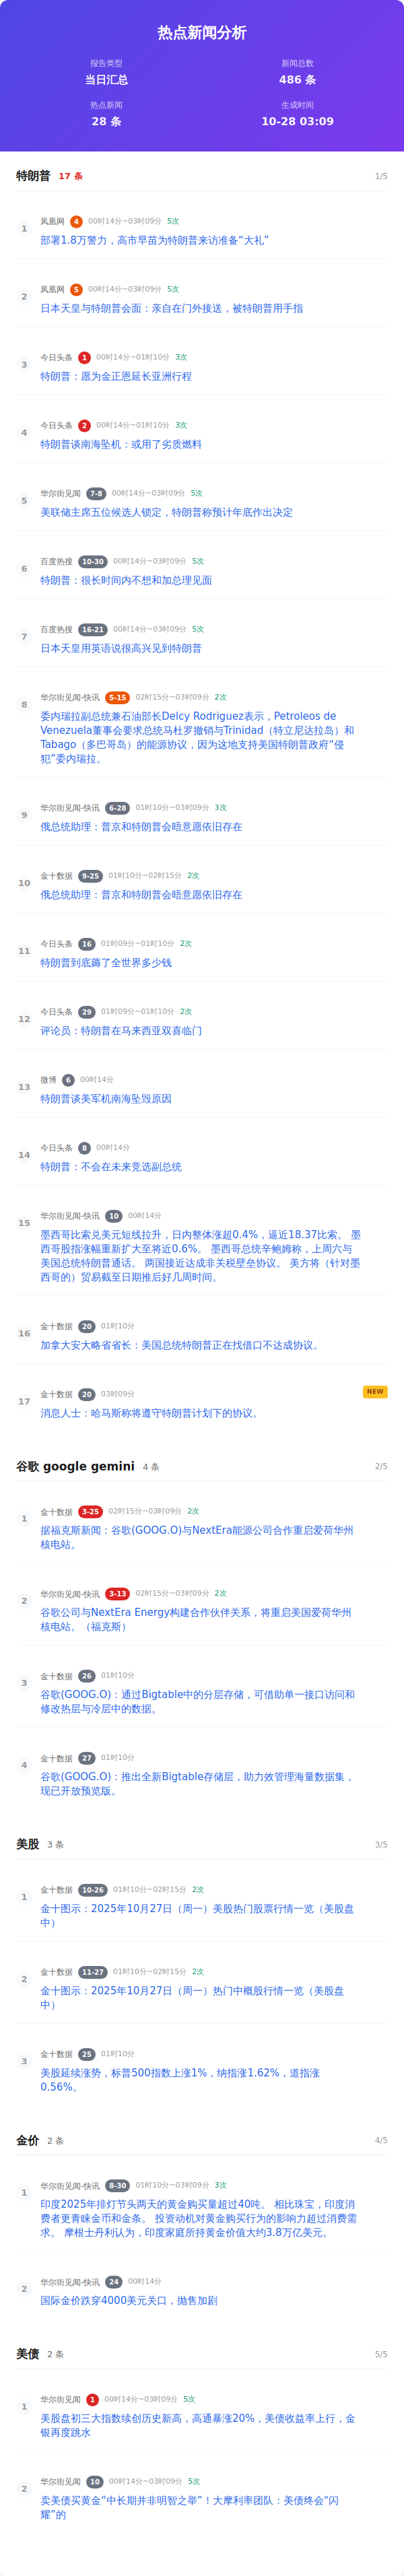 热点新闻分析
报告类型
新闻总数
当日汇总
486 条
热点新闻
生成时间
28 条
10-28 03:09
特朗普 17 条 1/5
1
凤凰网 4 00时14分~03时09分 5次
部署1.8万警力，高市早苗为特朗普来访准备“大礼”
2
凤凰网 5 00时14分~03时09分 5次
日本天皇与特朗普会面：亲自在门外接送，被特朗普用手指
3
今日头条 1 00时14分~01时10分 3次
特朗普：愿为金正恩延长亚洲行程
4
今日头条 2 00时14分~01时10分 3次
特朗普谈南海坠机：或用了劣质燃料
5
华尔街见闻 7-8 00时14分~03时09分 5次
美联储主席五位候选人锁定，特朗普称预计年底作出决定
6
百度热搜 10-30 00时14分~03时09分 5次
特朗普：很长时间内不想和加总理见面
7
百度热搜 16-21 00时14分~03时09分 5次
日本天皇用英语说很高兴见到特朗普
8
华尔街见闻-快讯 5-15 02时15分~03时09分 2次
委内瑞拉副总统兼石油部长Delcy Rodriguez表示，Petroleos de
Venezuela董事会要求总统马杜罗撤销与Trinidad（特立尼达拉岛）和
Tabago（多巴哥岛）的能源协议，因为这地支持美国特朗普政府“侵
犯”委内瑞拉。
9
华尔街见闻-快讯 6-28 01时10分~03时09分 3次
俄总统助理：普京和特朗普会晤意愿依旧存在
10
金十数据 9-25 01时10分~02时15分 2次
俄总统助理：普京和特朗普会晤意愿依旧存在
11
今日头条 16 01时09分~01时10分 2次
特朗普到底薅了全世界多少钱
12
今日头条 29 01时09分~01时10分 2次
评论员：特朗普在马来西亚双喜临门
13
微博 6 00时14分
特朗普谈美军机南海坠毁原因
14
今日头条 8 00时14分
特朗普：不会在未来竞选副总统
15
华尔街见闻-快讯 10 00时14分
墨西哥比索兑美元短线拉升，日内整体涨超0.4%，逼近18.37比索。 墨
西哥股指涨幅重新扩大至将近0.6%。 墨西哥总统辛鲍姆称，上周六与
美国总统特朗普通话。 两国接近达成非关税壁垒协议。 美方将（针对墨
西哥的）贸易截至日期推后好几周时间。
16
金十数据 20 01时10分
加拿大安大略省省长：美国总统特朗普正在找借口不达成协议。
17
金十数据 20 03时09分 NEW
消息人士：哈马斯称将遵守特朗普计划下的协议。
谷歌 google gemini 4 条 2/5
1
金十数据 3-25 02时15分~03时09分 2次
据福克斯新闻：谷歌(GOOG.O)与NextEra能源公司合作重启爱荷华州
核电站。
2
华尔街见闻-快讯 3-13 02时15分~03时09分 2次
谷歌公司与NextEra Energy构建合作伙伴关系，将重启美国爱荷华州
核电站。（福克斯）
3
金十数据 26 01时10分
谷歌(GOOG.O)：通过Bigtable中的分层存储，可借助单一接口访问和
修改热层与冷层中的数据。
4
金十数据 27 01时10分
谷歌(GOOG.O)：推出全新Bigtable存储层，助力效管理海量数据集，
现已开放预览版。
美股 3 条 3/5
1
金十数据 10-26 01时10分~02时15分 2次
金十图示：2025年10月27日（周一）美股热门股票行情一览（美股盘
中）
2
金十数据 11-27 01时10分~02时15分 2次
金十图示：2025年10月27日（周一）热门中概股行情一览（美股盘
中）
3
金十数据 25 01时10分
美股延续涨势，标普500指数上涨1%，纳指涨1.62%，道指涨
0.56%。
金价 2 条 4/5
1
华尔街见闻-快讯 8-30 01时10分~03时09分 3次
印度2025年排灯节头两天的黄金购买量超过40吨。 相比珠宝，印度消
费者更青睐金币和金条。 投资动机对黄金购买行为的影响力超过消费需
求。 摩根士丹利认为，印度家庭所持黄金价值大约3.8万亿美元。
2
华尔街见闻-快讯 24 00时14分
国际金价跌穿4000美元关口，抛售加剧
美债 2 条 5/5
1
华尔街见闻 1 00时14分~03时09分 5次
美股盘初三大指数续创历史新高，高通暴涨20%，美债收益率上行，金
银再度跳水
2
华尔街见闻 10 00时14分~03时09分 5次
卖美债买黄金“中长期并非明智之举”！大摩利率团队：美债终会“闪
耀”的